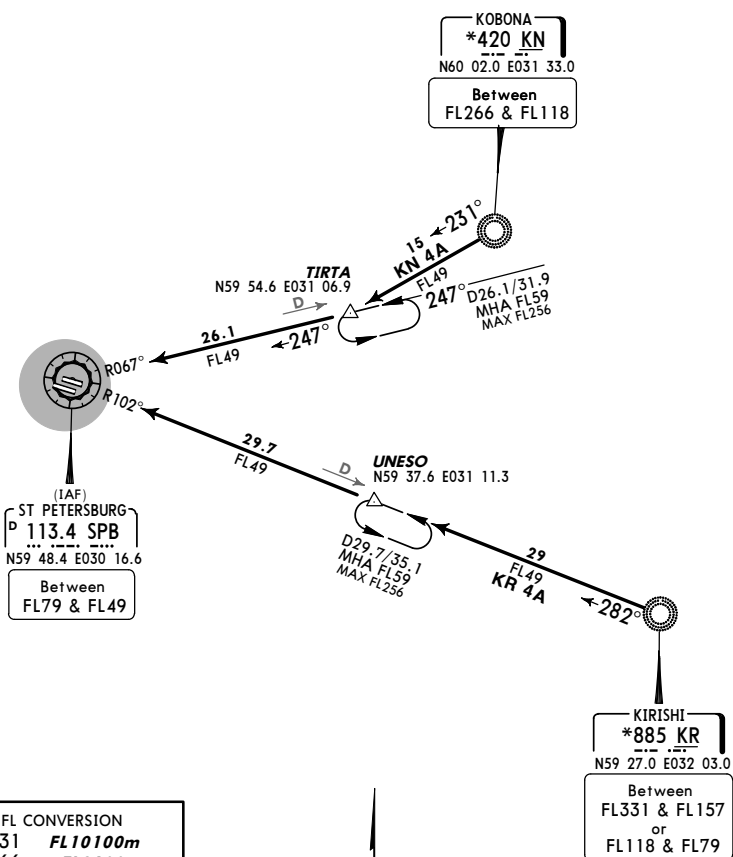 KOBONA
*420 KN
N60 02.0 E031 33.0
Between
FL266 & FL118
231°
15
KN 4A
FL49
TIRTA
N59 54.6 E031 06.9
D
247°
D26.1/31.9
MHA FL59
MAX FL256
26.1
FL49
247°
R067°
R102°
29.7
FL49
D
UNESO
N59 37.6 E031 11.3
(IAF)
ST PETERSBURG
D 113.4 SPB
N59 48.4 E030 16.6
Between
FL79 & FL49
D29.7/35.1
MHA FL59
MAX FL256
29
FL49
KR 4A
282°
KIRISHI
*885 KR
N59 27.0 E032 03.0
Between
FL331 & FL157
or
FL118 & FL79
FL CONVERSION
31 FL10100m